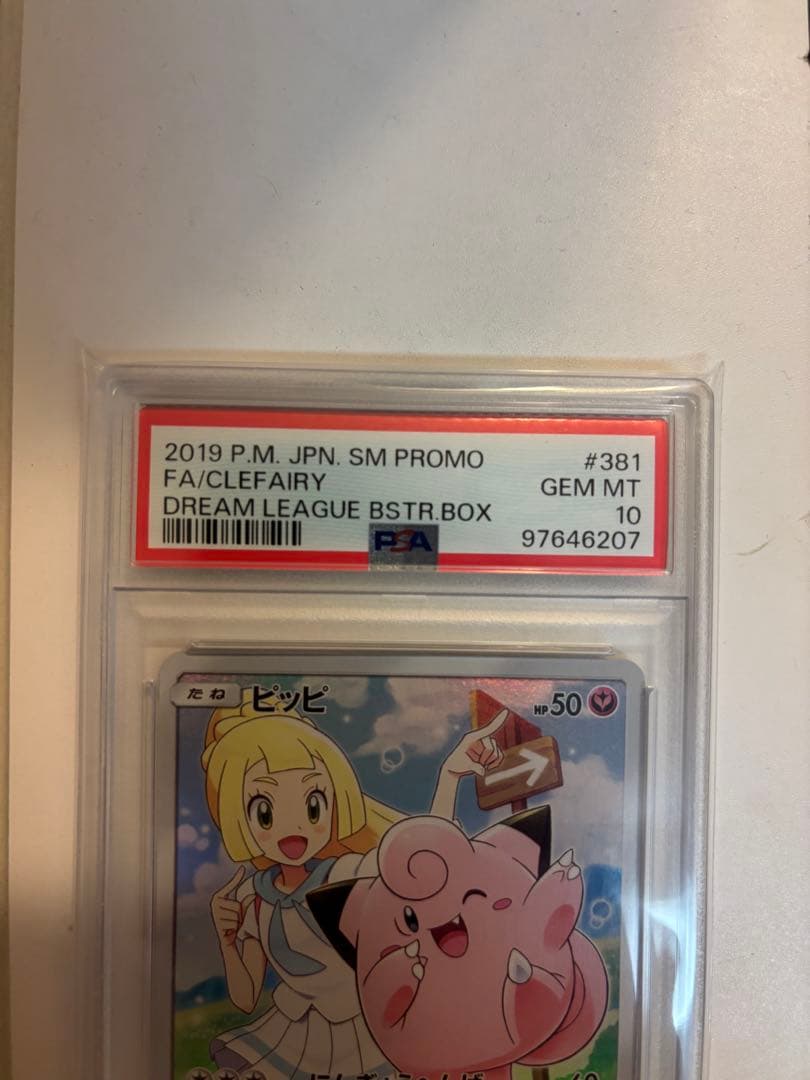 2019 P.M. JPN. SM PROMO #381
FA/CLEFAIRY GEM MT
DREAM LEAGUE BSTR.BOX 10
PSA 97646207
たね ピッピ HP50